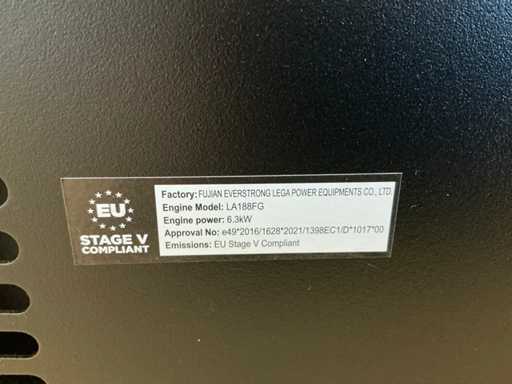 EU
STAGE V
COMPLIANT
Factory: FUJIAN EVERSTRONG LEGA POWER EQUIPMENTS CO., LTD.
Engine Model: LA188FG
Engine power: 6.3kW
Approval No: e49*2016/1628*2021/1398EC1/D*1017*00
Emissions: EU Stage V Compliant